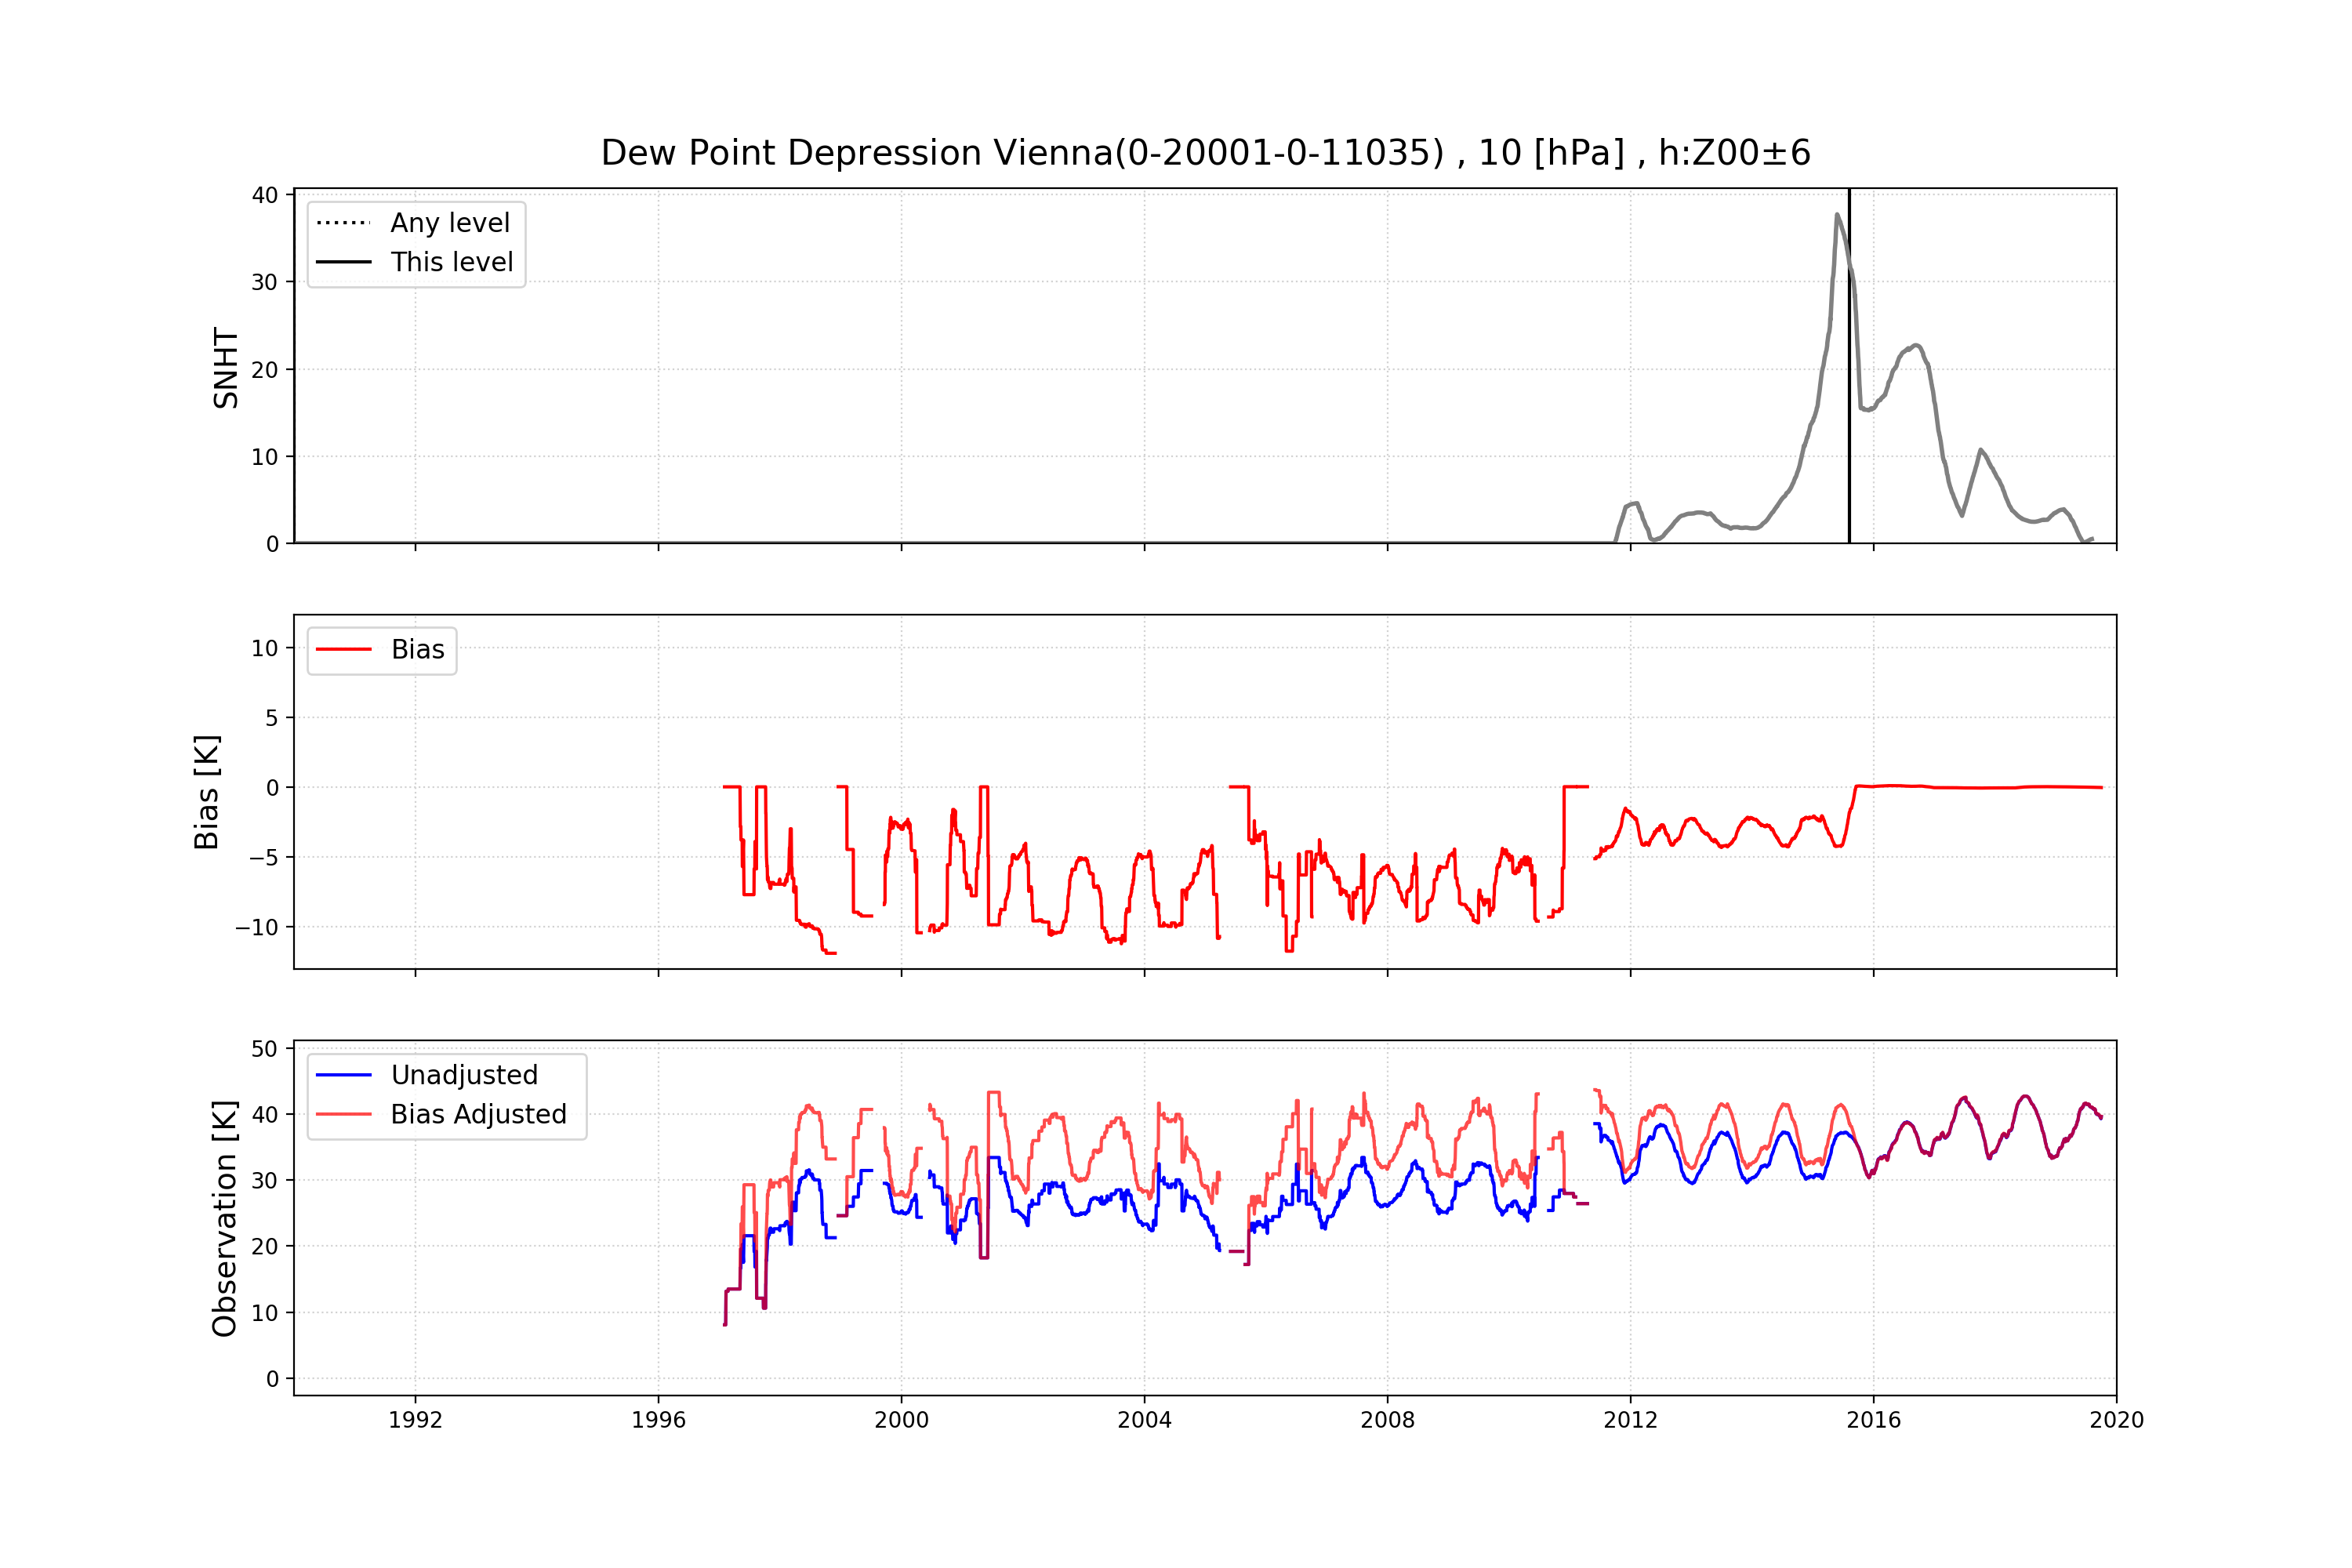 Dew Point Depression Vienna(0-20001-0-11035) , 10 [hPa] , h:Z00±6
40
30
20
10
0
SNHT
Any level
This level
10
5
0
−5
−10
Bias [K]
Bias
50
40
30
20
10
0
Observation [K]
Unadjusted
Bias Adjusted
1992
1996
2000
2004
2008
2012
2016
2020